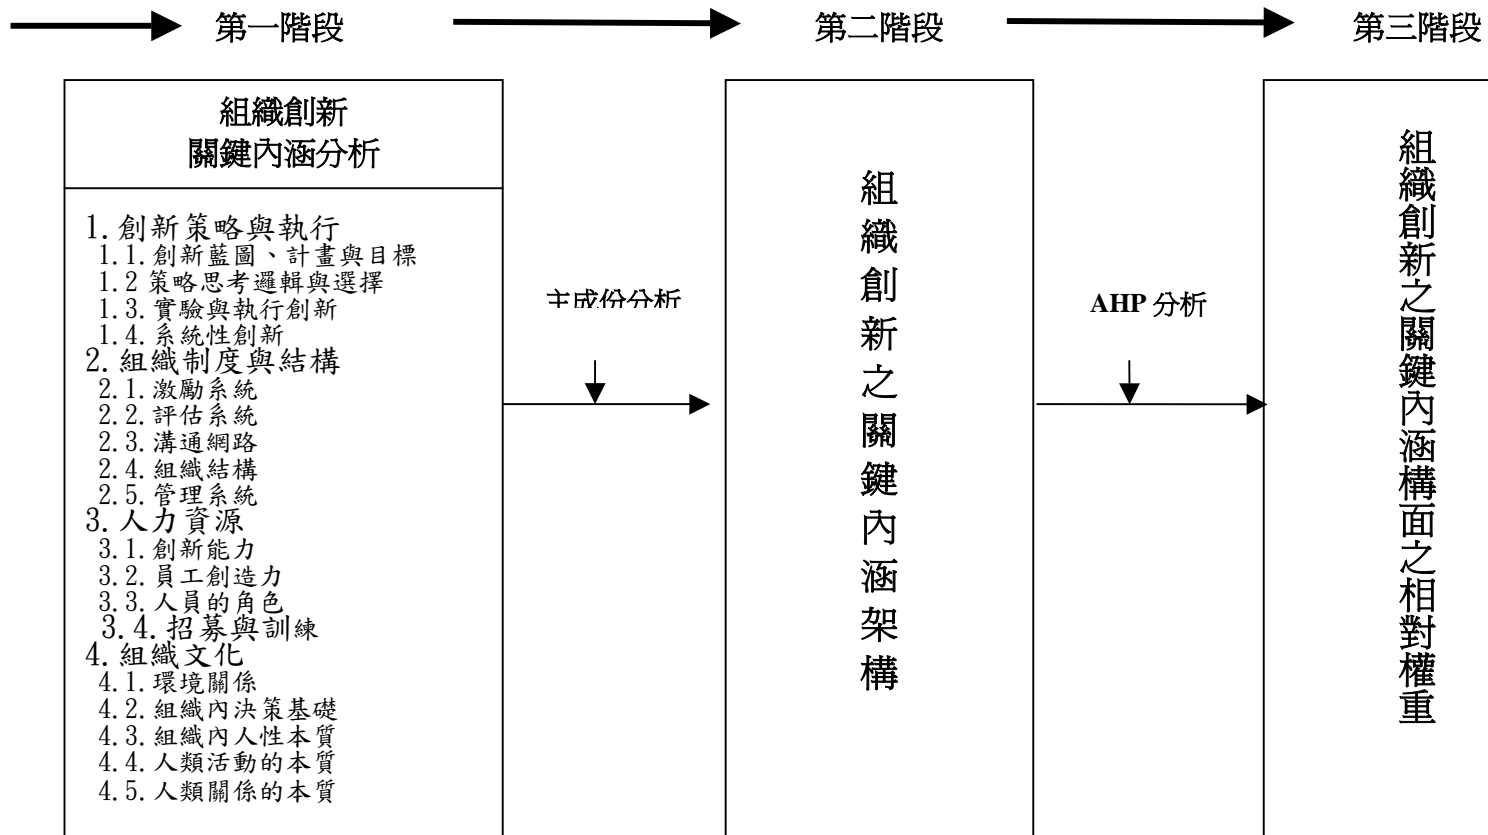 第一階段
第二階段
第三階段
組織創新
關鍵內涵分析
1.創新策略與執行
1.1.創新藍圖、計畫與目標
1.2 策略思考邏輯與選擇
1.3.實驗與執行創新
1.4.系統性創新
2.組織制度與結構
2.1.激勵系統
2.2.評估系統
2.3.溝通網路
2.4.組織結構
2.5.管理系統
3.人力資源
3.1.創新能力
3.2.員工創造力
3.3.人員的角色
3.4.招募與訓練
4.組織文化
4.1.環境關係
4.2.組織內決策基礎
4.3.組織內人性本質
4.4.人類活動的本質
4.5.人類關係的本質
主成份分析
組織創新之關鍵內涵架構
AHP 分析
組織創新之關鍵內涵構面之相對權重